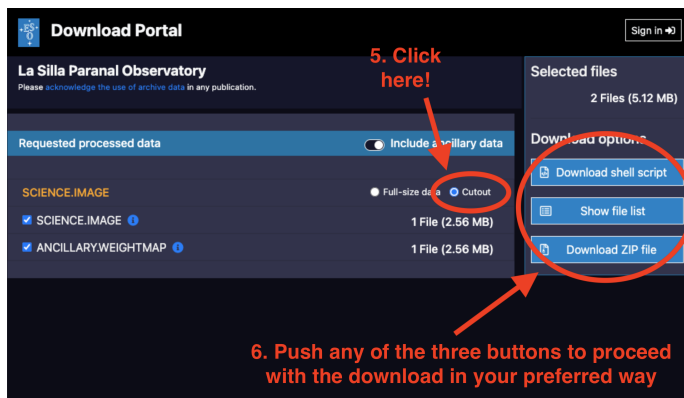 ESO
Download Portal
Sign in
La Silla Paranal Observatory
Please acknowledge the use of archive data in any publication.
5. Click
here!
Selected files
2 Files (5.12 MB)
Requested processed data
Include ancillary data
Download options
SCIENCE.IMAGE
Full-size data
Cutout
Download shell script
SCIENCE.IMAGE
1 File (2.56 MB)
Show file list
ANCILLARY.WEIGHTMAP
1 File (2.56 MB)
Download ZIP file
6. Push any of the three buttons to proceed
with the download in your preferred way